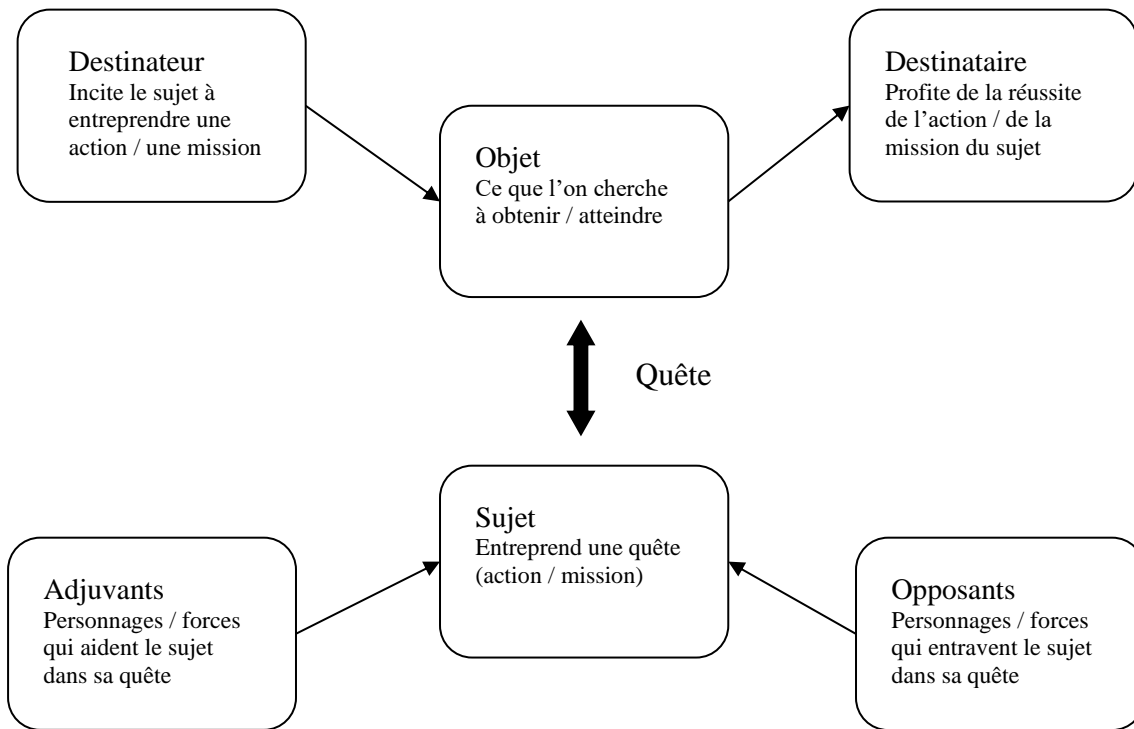 Destinateur
Incite le sujet à
entreprendre une
action / une mission
Destinataire
Profite de la réussite
de l’action / de la
mission du sujet
Objet
Ce que l’on cherche
à obtenir / atteindre
Quête
Sujet
Entreprend une quête
(action / mission)
Adjuvants
Personnages / forces
qui aident le sujet
dans sa quête
Opposants
Personnages / forces
qui entravent le sujet
dans sa quête